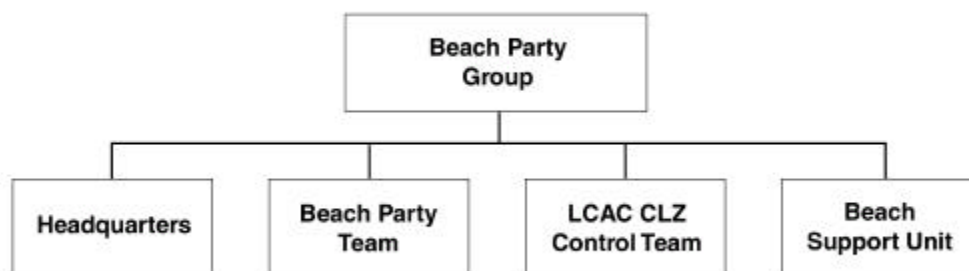 Beach Party
Group
Headquarters
Beach Party
Team
LCAC CLZ
Control Team
Beach
Support Unit